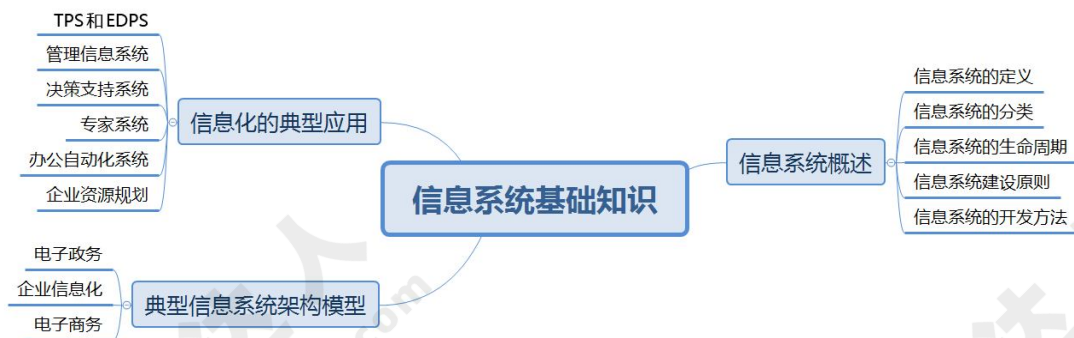 信息系统基础知识
信息系统概述
信息系统的定义
信息系统的分类
信息系统的生命周期
信息系统建设原则
信息系统的开发方法
信息化的典型应用
TPS和EDPS
管理信息系统
决策支持系统
专家系统
办公自动化系统
企业资源规划
典型信息系统架构模型
电子政务
企业信息化
电子商务